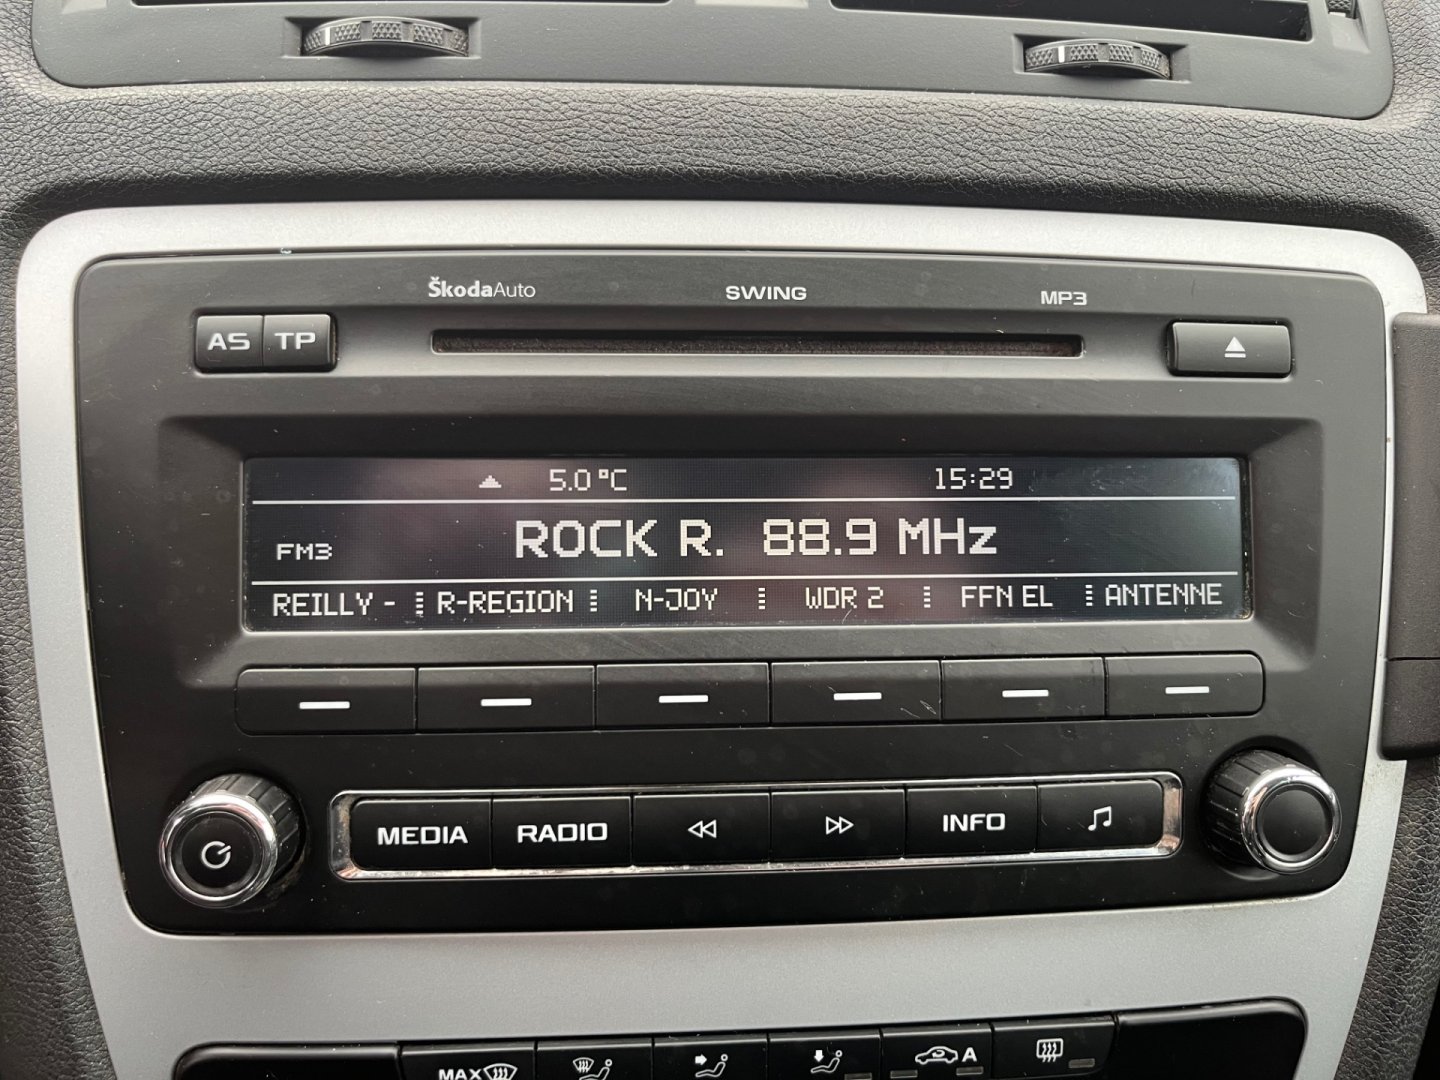 ŠkodaAuto SWING MP3
AS TP
5.0 °C 15:29
FM3 ROCK R. 88.9 MHz
REILLY - R-REGION N-JOY WDR 2 FFN EL ANTENNE
MEDIA RADIO INFO
MAX A